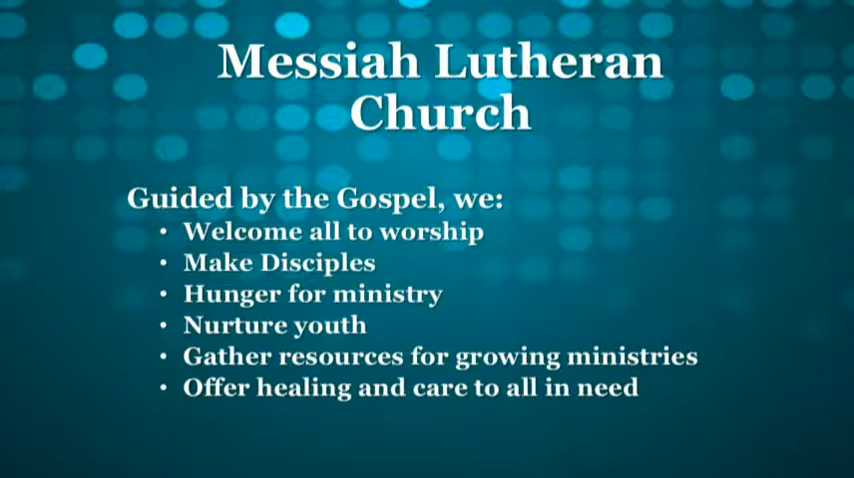 Messiah Lutheran
Church
Guided by the Gospel, we:
• Welcome all to worship
• Make Disciples
• Hunger for ministry
• Nurture youth
• Gather resources for growing ministries
• Offer healing and care to all in need